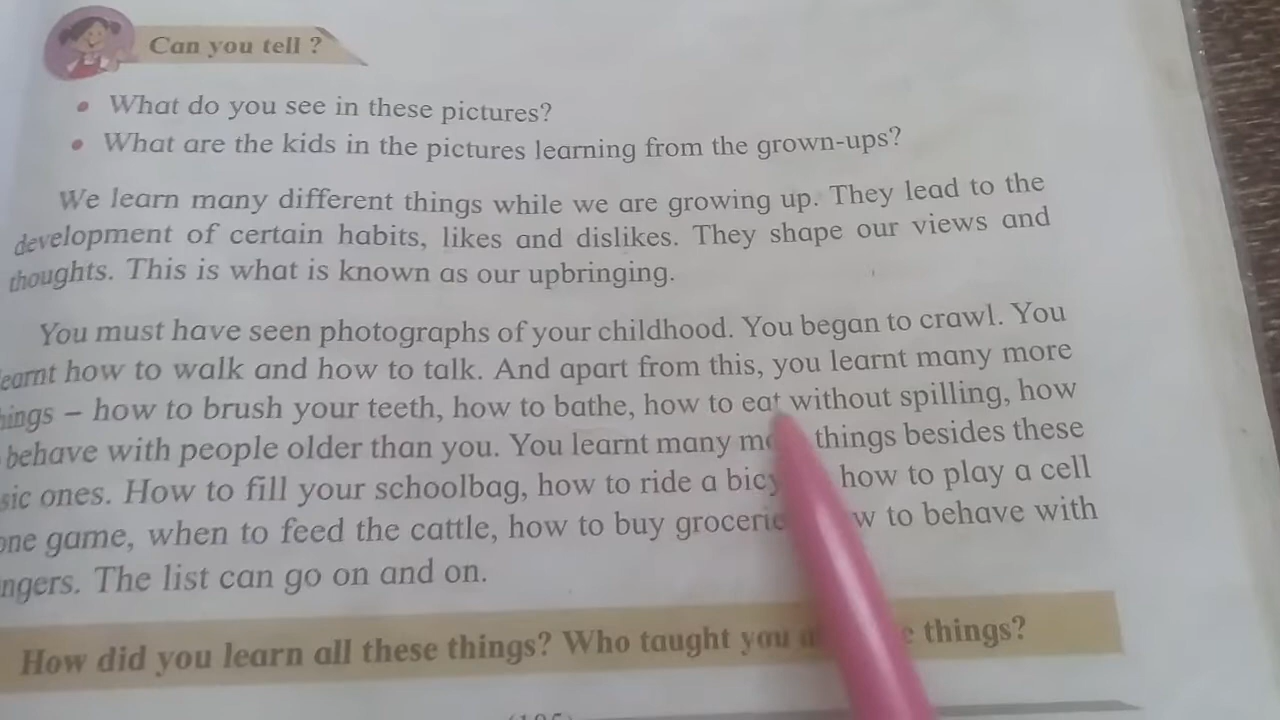 Can you tell ?
• What do you see in these pictures?
• What are the kids in the pictures learning from the grown-ups?
We learn many different things while we are growing up. They lead to the
development of certain habits, likes and dislikes. They shape our views and
thoughts. This is what is known as our upbringing.
You must have seen photographs of your childhood. You began to crawl. You
earnt how to walk and how to talk. And apart from this, you learnt many more
ings – how to brush your teeth, how to bathe, how to eat without spilling, how
behave with people older than you. You learnt many things besides these
sic ones. How to fill your schoolbag, how to ride a how to play a cell
one game, when to feed the cattle, how to buy to behave with
ngers. The list can go on and on.
How did you learn all these things? Who taught you things?